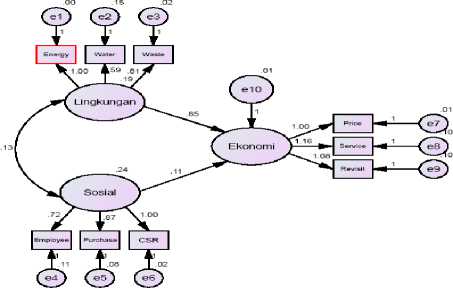 .00 .15 .02
e1 e2 e3
1 1 1
Energy Water Waste
1.00 .59 .61
.19
Lingkungan
.01
e10
1
.65
.13
Ekonomi
1.00 Price 1 e7 .01
1.16 Service 1 e8 .10
1.08 Revisit 1 e9 .10
.24
Sosial
.11
.72 .67 1.00
Employee Purchase CSR
1 1 1
.11 .08 .02
e4 e5 e6